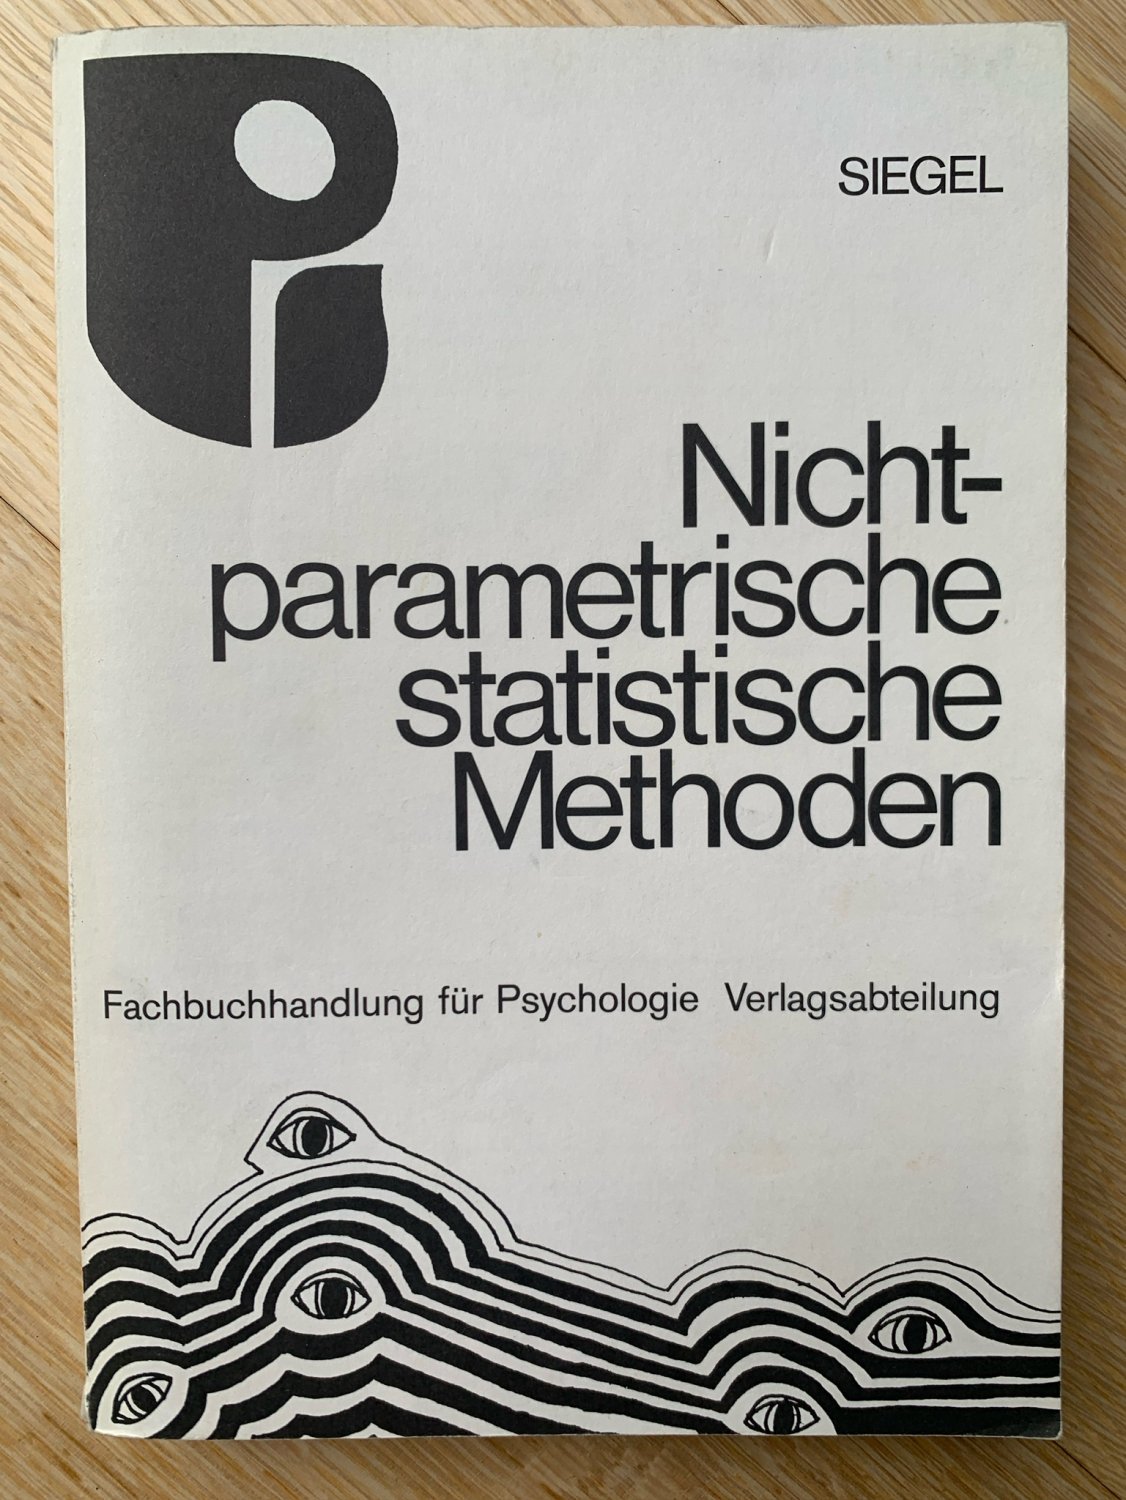 SIEGEL
Nicht-
parametrische
statistische
Methoden
Fachbuchhandlung für Psychologie Verlagsabteilung